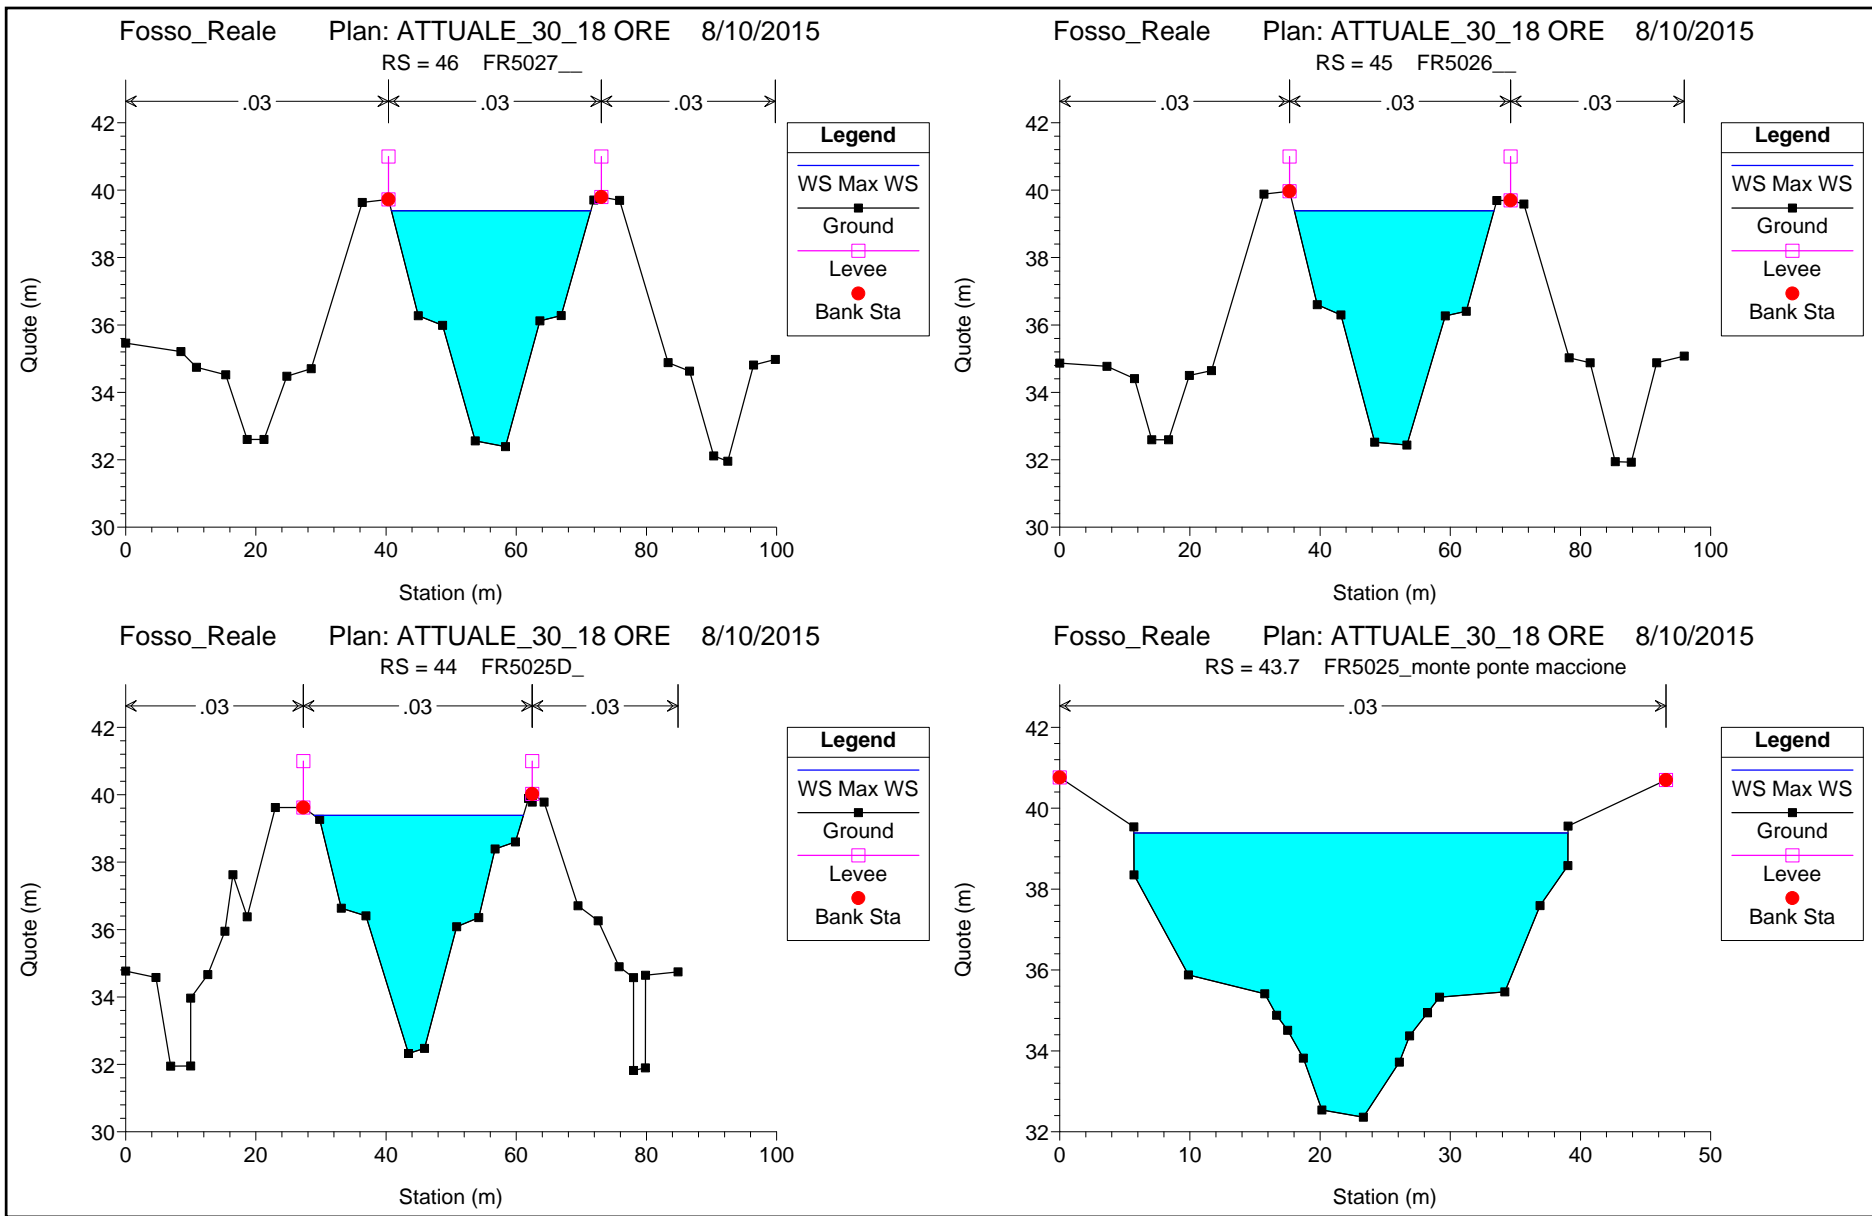 Fosso_Reale Plan: ATTUALE_30_18 ORE 8/10/2015
RS = 46 FR5027__
.03 .03 .03
42
40
38
36
34
32
30
0 20 40 60 80 100
Quote (m)
Station (m)
Legend
WS Max WS
Ground
Levee
Bank Sta
Fosso_Reale Plan: ATTUALE_30_18 ORE 8/10/2015
RS = 45 FR5026__
.03 .03 .03
42
40
38
36
34
32
30
0 20 40 60 80 100
Quote (m)
Station (m)
Legend
WS Max WS
Ground
Levee
Bank Sta
Fosso_Reale Plan: ATTUALE_30_18 ORE 8/10/2015
RS = 44 FR5025D_
.03 .03 .03
42
40
38
36
34
32
30
0 20 40 60 80 100
Quote (m)
Station (m)
Legend
WS Max WS
Ground
Levee
Bank Sta
Fosso_Reale Plan: ATTUALE_30_18 ORE 8/10/2015
RS = 43.7 FR5025_monte ponte maccione
.03
42
40
38
36
34
32
0 10 20 30 40 50
Quote (m)
Station (m)
Legend
WS Max WS
Ground
Levee
Bank Sta